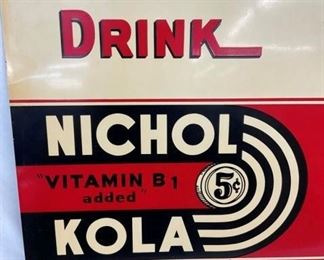 DRINK
NICHOL
"VITAMIN B1
added"
5¢
KOLA